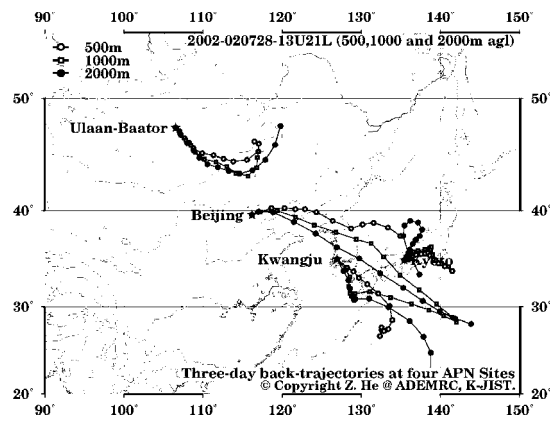 90° 100° 110° 120° 130° 140° 150°
500m
1000m
2000m
2002-020728-13U21L (500,1000 and 2000m agl)
50° 50°
Ulaan-Baator
40° 40°
Beijing
Kwangju
Kyoto
30° 30°
Three-day back-trajectories at four APN Sites
© Copyright Z. He @ ADEMRC, K-JIST.
20° 20°
90° 100° 110° 120° 130° 140° 150°